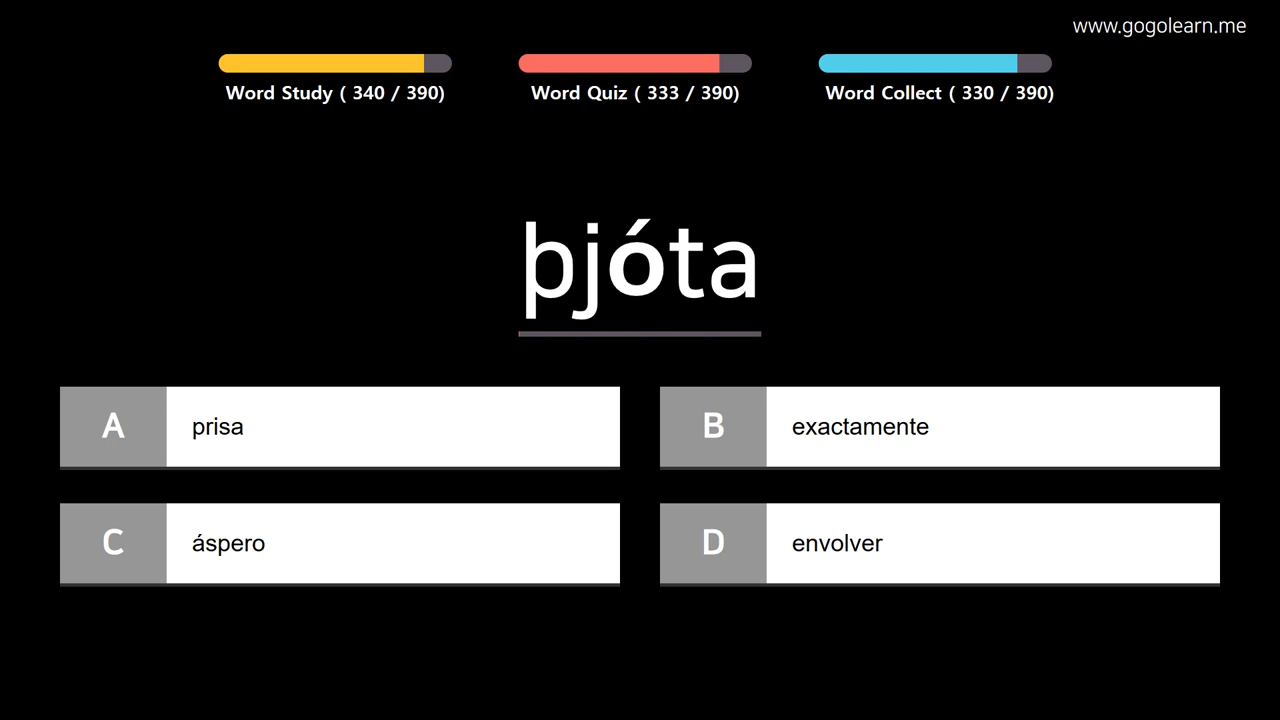 www.gogolearn.me
Word Study ( 340 / 390)
Word Quiz ( 333 / 390)
Word Collect ( 330 / 390)
þjóta
A prisa
B exactamente
C áspero
D envolver